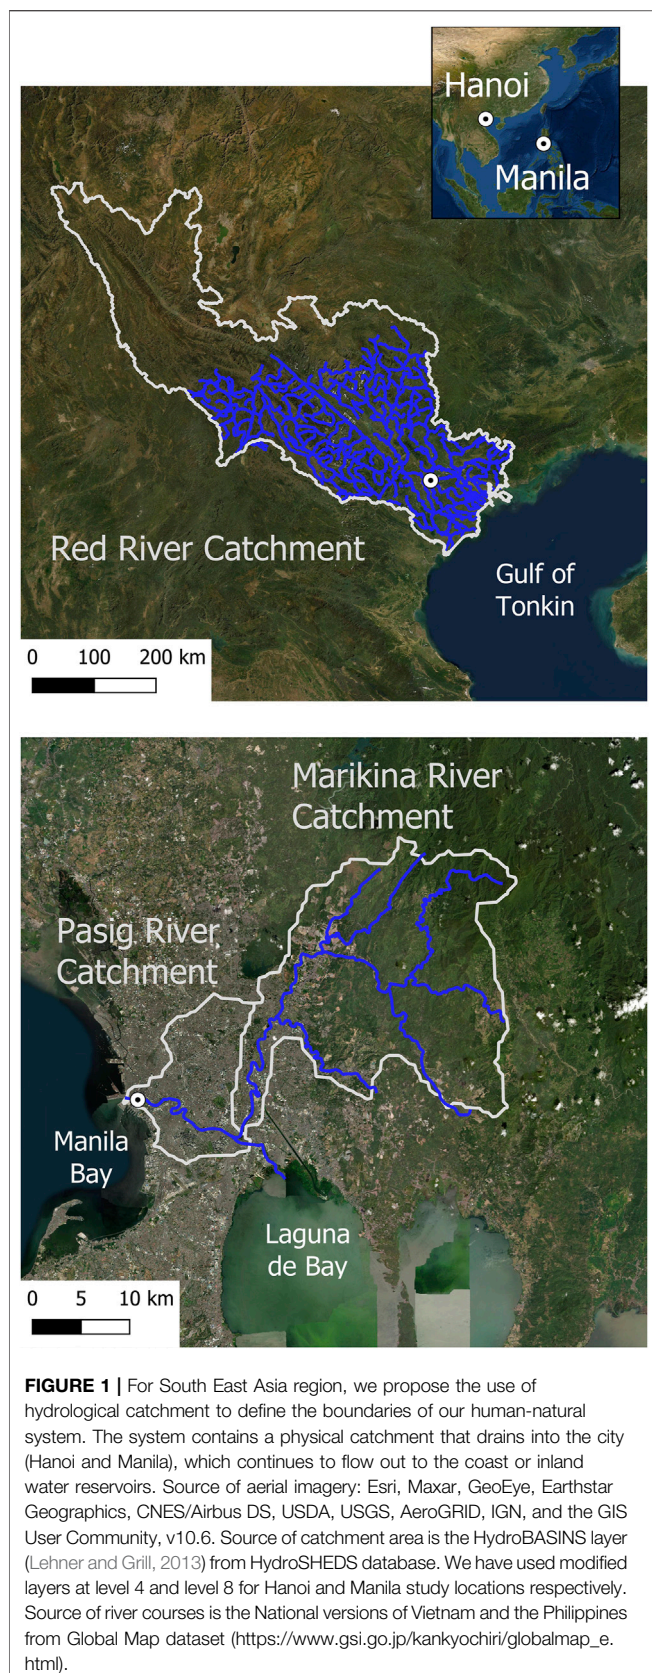 Hanoi
Manila
Red River Catchment
Gulf of
Tonkin
0 100 200 km
Marikina River
Catchment
Pasig River
Catchment
Manila
Bay
Laguna
de Bay
0 5 10 km
FIGURE 1 | For South East Asia region, we propose the use of
hydrological catchment to define the boundaries of our human-natural
system. The system contains a physical catchment that drains into the city
(Hanoi and Manila), which continues to flow out to the coast or inland
water reservoirs. Source of aerial imagery: Esri, Maxar, GeoEye, Earthstar
Geographics, CNES/Airbus DS, USDA, USGS, AeroGRID, IGN, and the GIS
User Community, v10.6. Source of catchment area is the HydroBASINS layer
(Lehner and Grill, 2013) from HydroSHEDS database. We have used modified
layers at level 4 and level 8 for Hanoi and Manila study locations respectively.
Source of river courses is the National versions of Vietnam and the Philippines
from Global Map dataset (https://www.gsi.go.jp/kankyochiri/globalmap_e.
html).